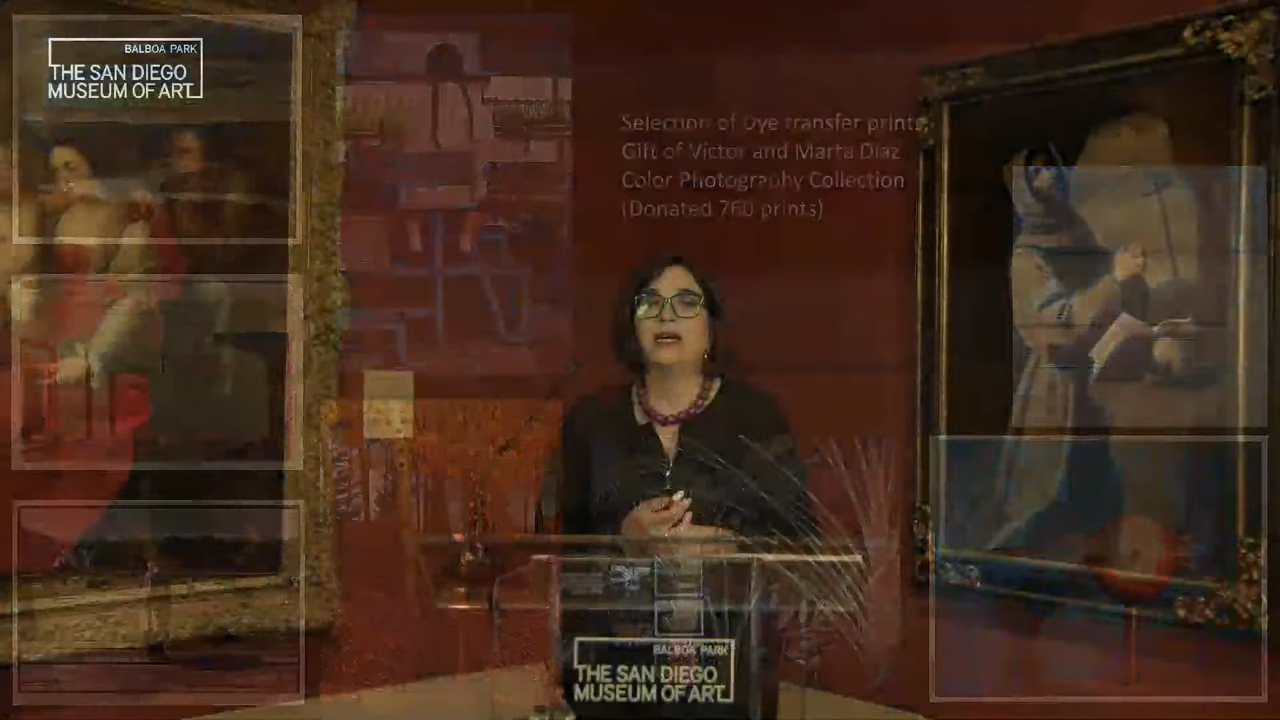 BALBOA PARK
THE SAN DIEGO
MUSEUM OF ART
Selection of Dye transfer prints,
Gift of Victor and Marta Diaz
Color Photography Collection
(Donated 760 prints)
BALBOA PARK
THE SAN DIEGO
MUSEUM OF ART